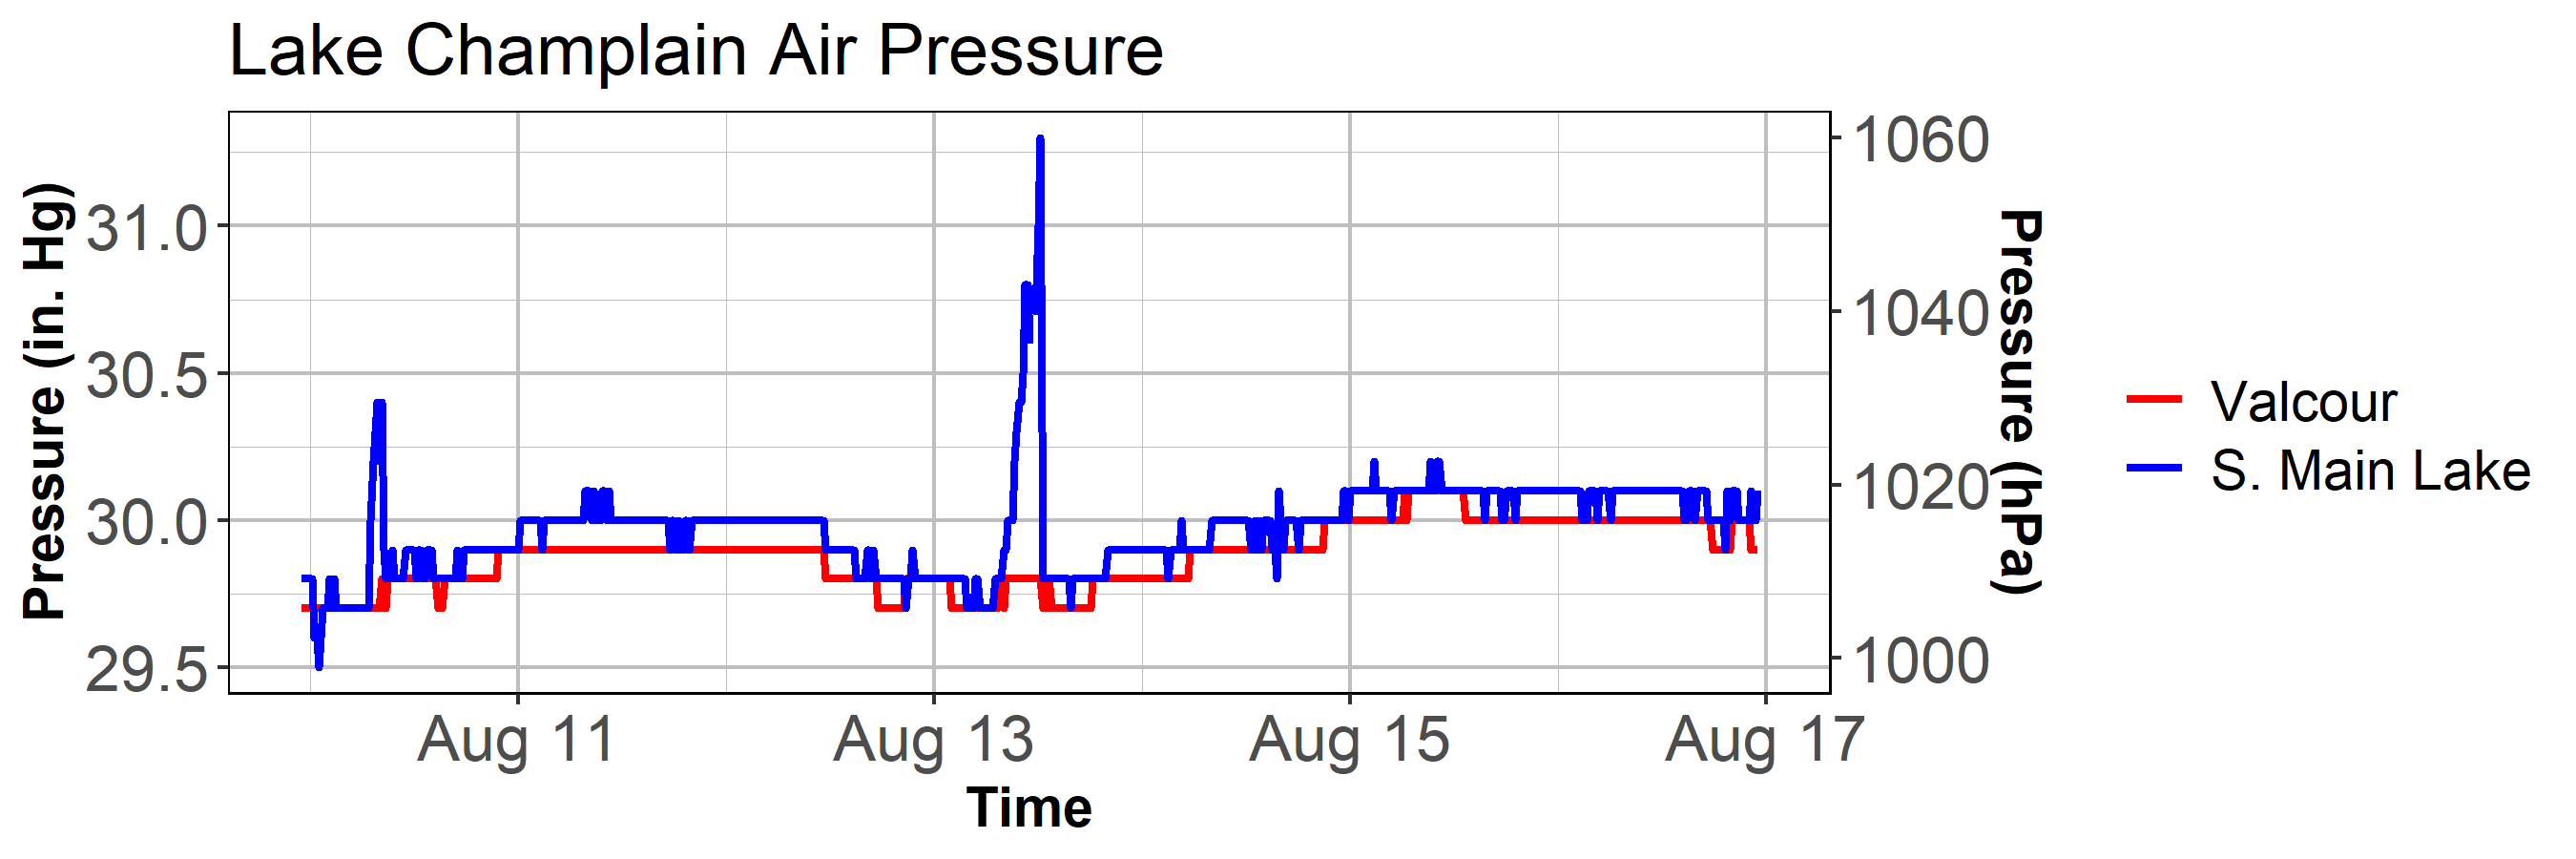 Lake Champlain Air Pressure
Pressure (in. Hg)
31.0
30.5
30.0
29.5
1060
1040
1020
1000
Pressure (hPa)
Valcour
S. Main Lake
Aug 11
Aug 13
Aug 15
Aug 17
Time